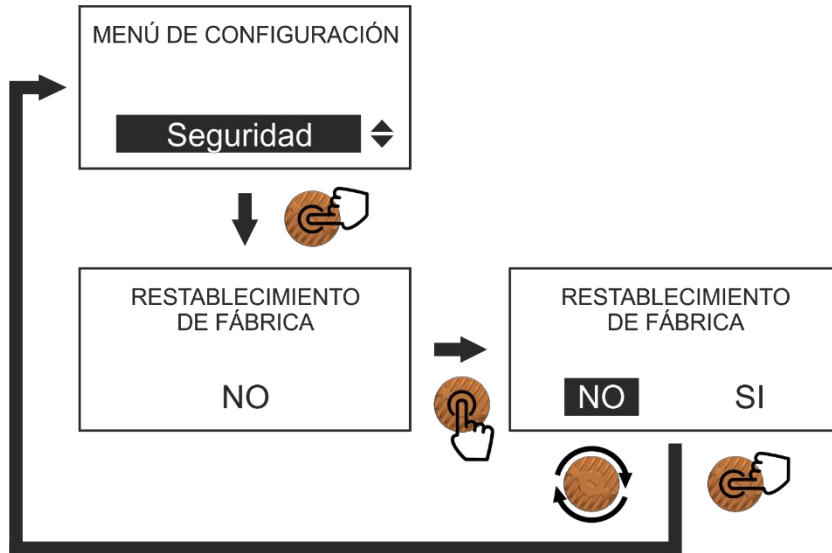 MENÚ DE CONFIGURACIÓN
Seguridad
RESTABLECIMIENTO
DE FÁBRICA
NO
RESTABLECIMIENTO
DE FÁBRICA
NO SI